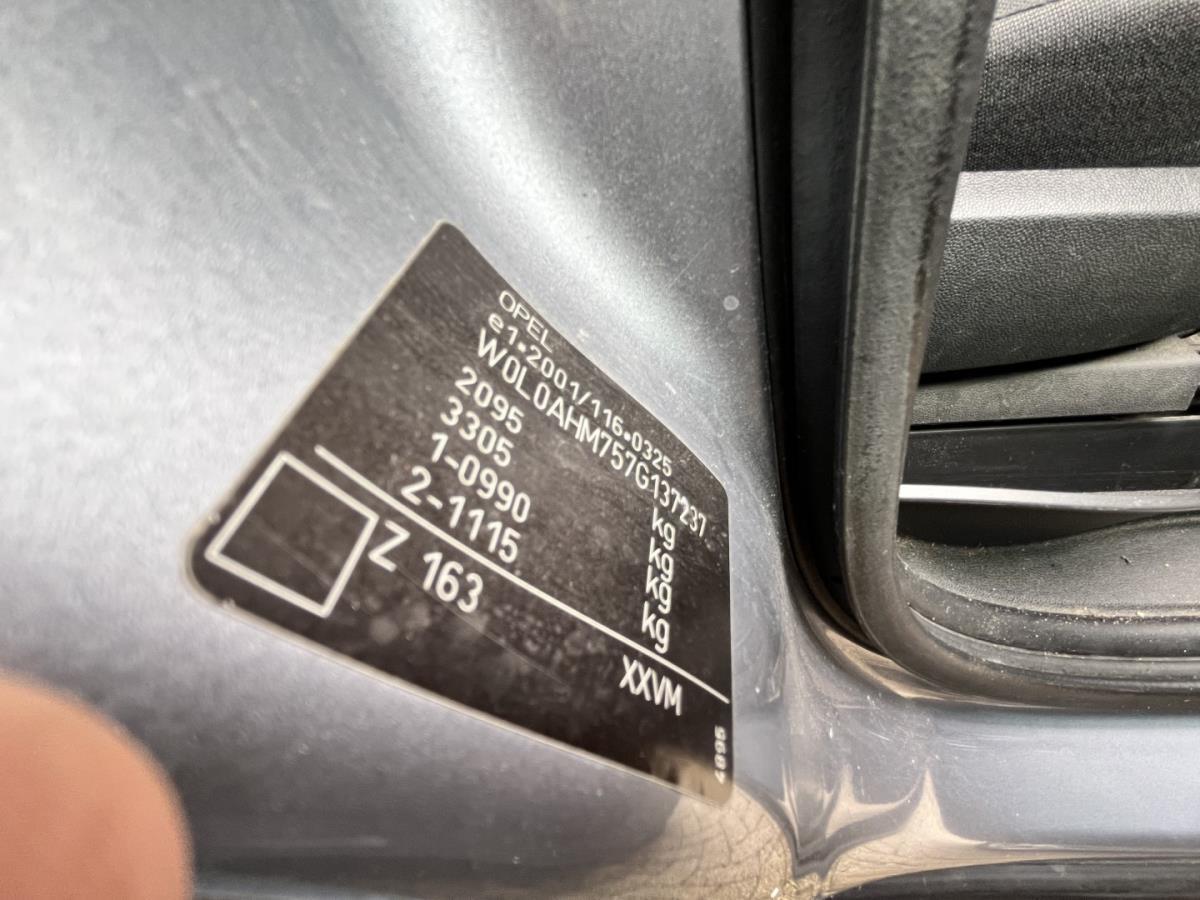 OPEL
e1*2001/116*0325
W0L0AHM757G137237
2095 kg
3305 kg
1-0990 kg
2-1115 kg
Z 163 XXVM
4895